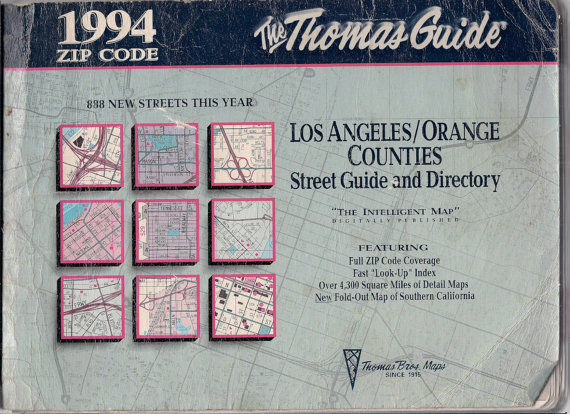 1994
ZIP CODE
The Thomas Guide®
888 NEW STREETS THIS YEAR
LOS ANGELES/ORANGE
COUNTIES
Street Guide and Directory
"THE INTELLIGENT MAP"
DIGITALLY PUBLISHED
FEATURING
Full ZIP Code Coverage
Fast "Look-Up" Index
Over 4,300 Square Miles of Detail Maps
New Fold-Out Map of Southern California
Thomas Bros. Maps
SINCE 1915